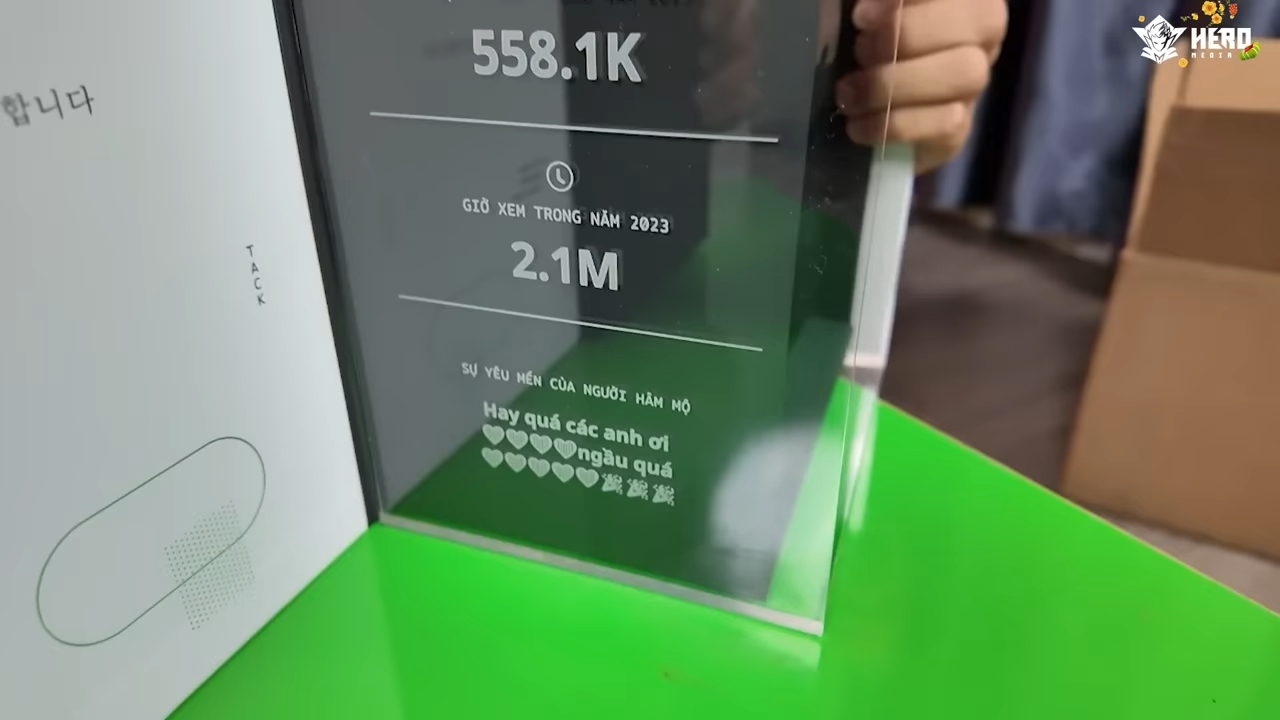 558.1K
GIỜ XEM TRONG NĂM 2023
2.1M
SỰ YÊU MẾN CỦA NGƯỜI HÂM MỘ
Hay quá các anh ơi
🤍🤍🤍🤍ngầu quá
🤍🤍🤍🤍🤍🎉🎉🎉
합니다
TACK
HERO
MEDIA